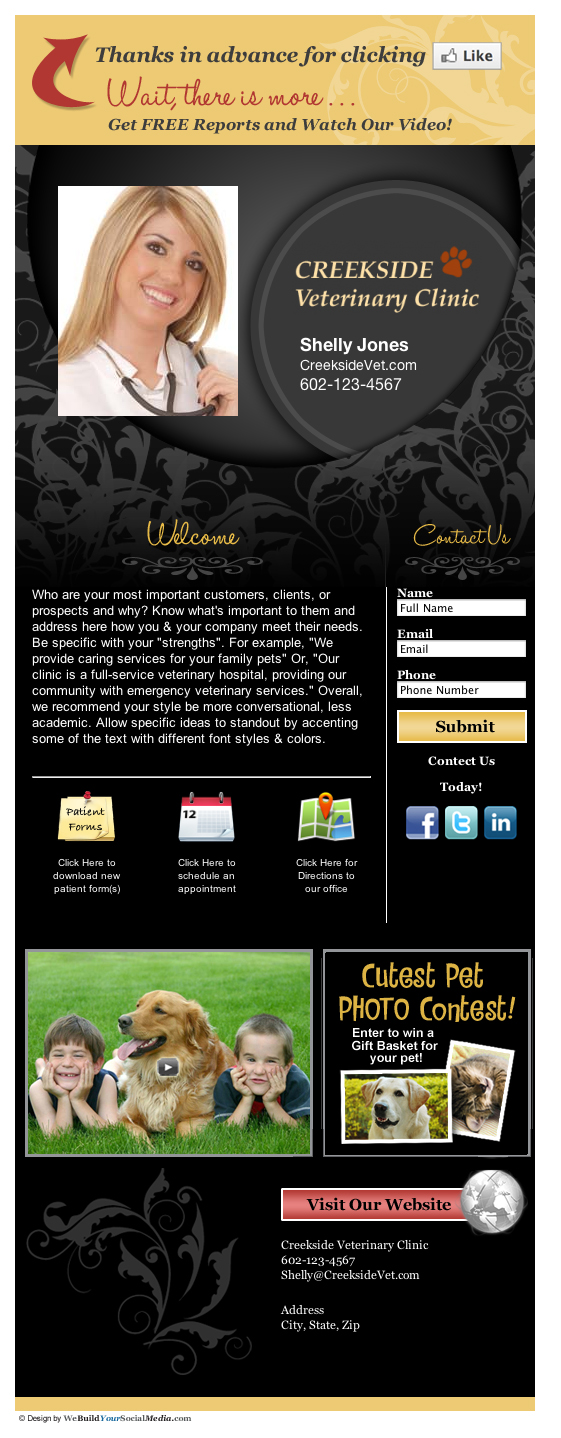 Thanks in advance for clicking Like
Wait, there is more . . .
Get FREE Reports and Watch Our Video!
CREEKSIDE
Veterinary Clinic
Shelly Jones
CreeksideVet.com
602-123-4567
Welcome
Who are your most important customers, clients, or
prospects and why? Know what's important to them and
address here how you & your company meet their needs.
Be specific with your "strengths". For example, "We
provide caring services for your family pets" Or, "Our
clinic is a full-service veterinary hospital, providing our
community with emergency veterinary services." Overall,
we recommend your style be more conversational, less
academic. Allow specific ideas to standout by accenting
some of the text with different font styles & colors.
Patient
Forms
Click Here to
download new
patient form(s)
12
Click Here to
schedule an
appointment
Click Here for
Directions to
our office
Contact Us
Name
Full Name
Email
Email
Phone
Phone Number
Submit
Contect Us
Today!
f
t
in
Cutest Pet
PHOTO Contest!
Enter to win a
Gift Basket for
your pet!
Visit Our Website
Creekside Veterinary Clinic
602-123-4567
Shelly@CreeksideVet.com
Address
City, State, Zip
© Design by WeBuildYourSocialMedia.com